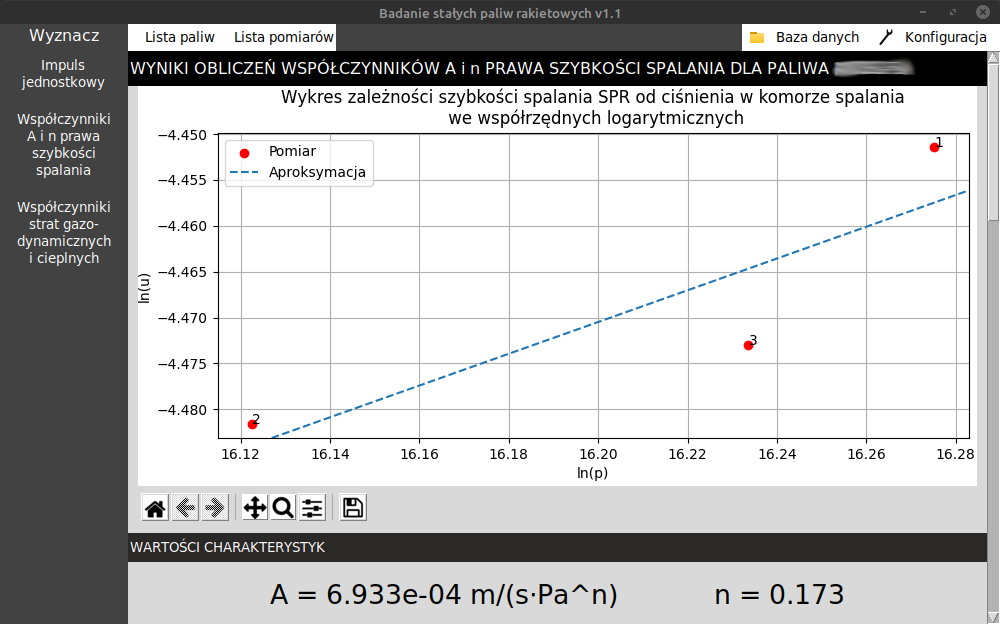 Badanie stałych paliw rakietowych v1.1
Wyznacz
Impuls
jednostkowy
Współczynniki
A i n prawa
szybkości
spalania
Współczynniki
strat gazo-
dynamicznych
i cieplnych
Lista paliw Lista pomiarów Baza danych Konfiguracja
WYNIKI OBLICZEŃ WSPÓŁCZYNNIKÓW A i n PRAWA SZYBKOŚCI SPALANIA DLA PALIWA
Wykres zależności szybkości spalania SPR od ciśnienia w komorze spalania
we współrzędnych logarytmicznych
Pomiar
Aproksymacja
1
2
3
−4.450
−4.455
−4.460
−4.465
−4.470
−4.475
−4.480
ln(u)
16.12 16.14 16.16 16.18 16.20 16.22 16.24 16.26 16.28
ln(p)
WARTOŚCI CHARAKTERYSTYK
A = 6.933e-04 m/(s·Pa^n) n = 0.173